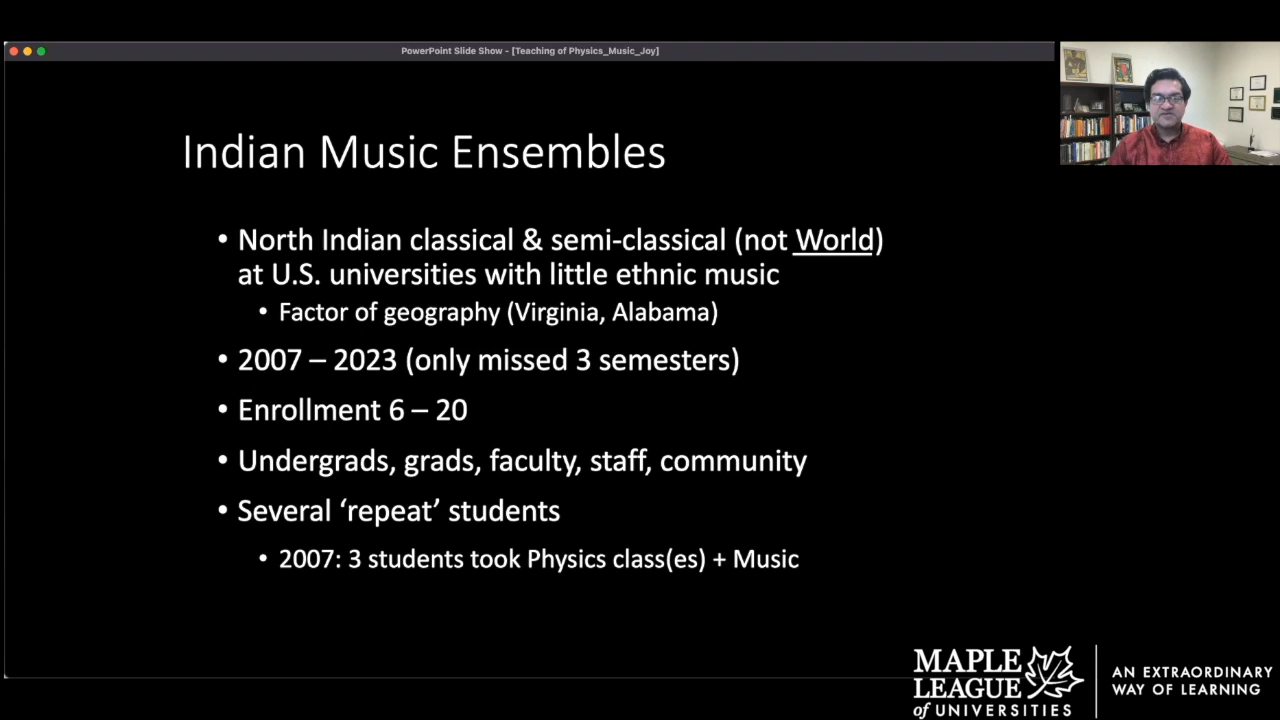 PowerPoint Slide Show - [Teaching of Physics_Music_Joy]
Indian Music Ensembles
• North Indian classical & semi-classical (not World)
at U.S. universities with little ethnic music
• Factor of geography (Virginia, Alabama)
• 2007 – 2023 (only missed 3 semesters)
• Enrollment 6 – 20
• Undergrads, grads, faculty, staff, community
• Several ‘repeat’ students
• 2007: 3 students took Physics class(es) + Music
MAPLE
LEAGUE
of UNIVERSITIES
AN EXTRAORDINARY
WAY OF LEARNING